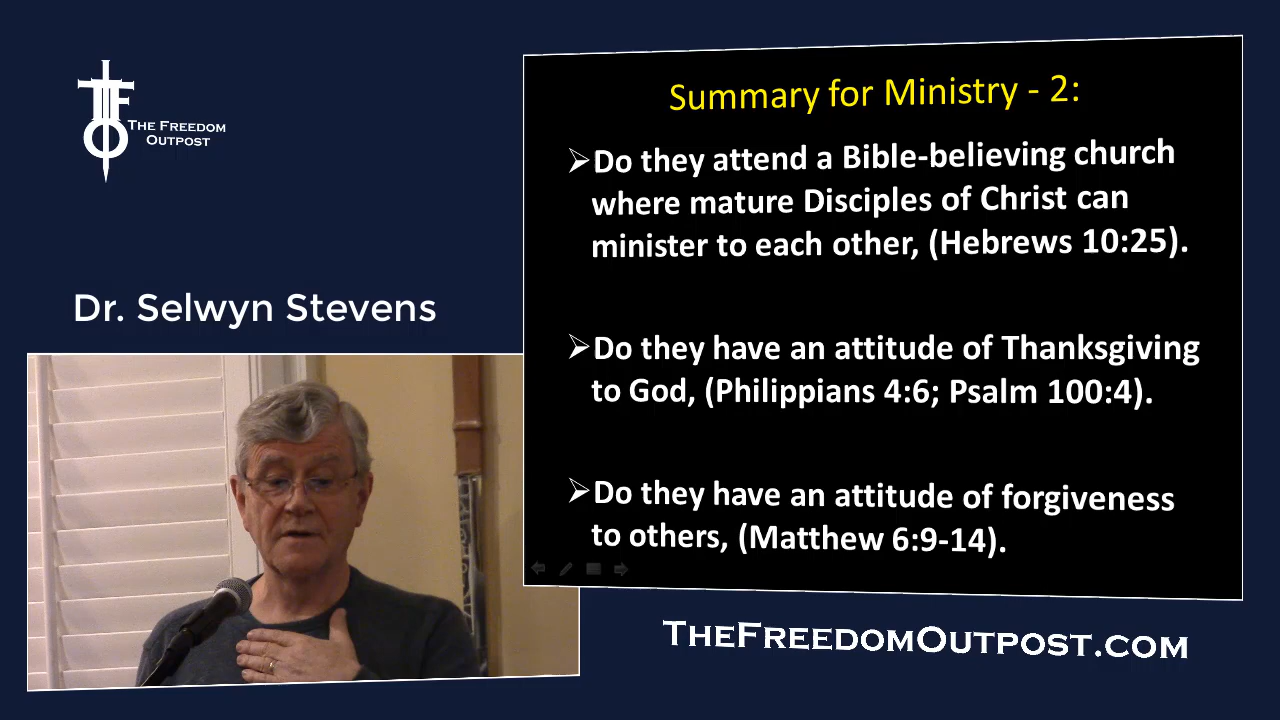 The Freedom
Outpost
Dr. Selwyn Stevens
Summary for Ministry - 2:
➢Do they attend a Bible-believing church
where mature Disciples of Christ can
minister to each other, (Hebrews 10:25).
➢Do they have an attitude of Thanksgiving
to God, (Philippians 4:6; Psalm 100:4).
➢Do they have an attitude of forgiveness
to others, (Matthew 6:9-14).
TheFreedomOutpost.com